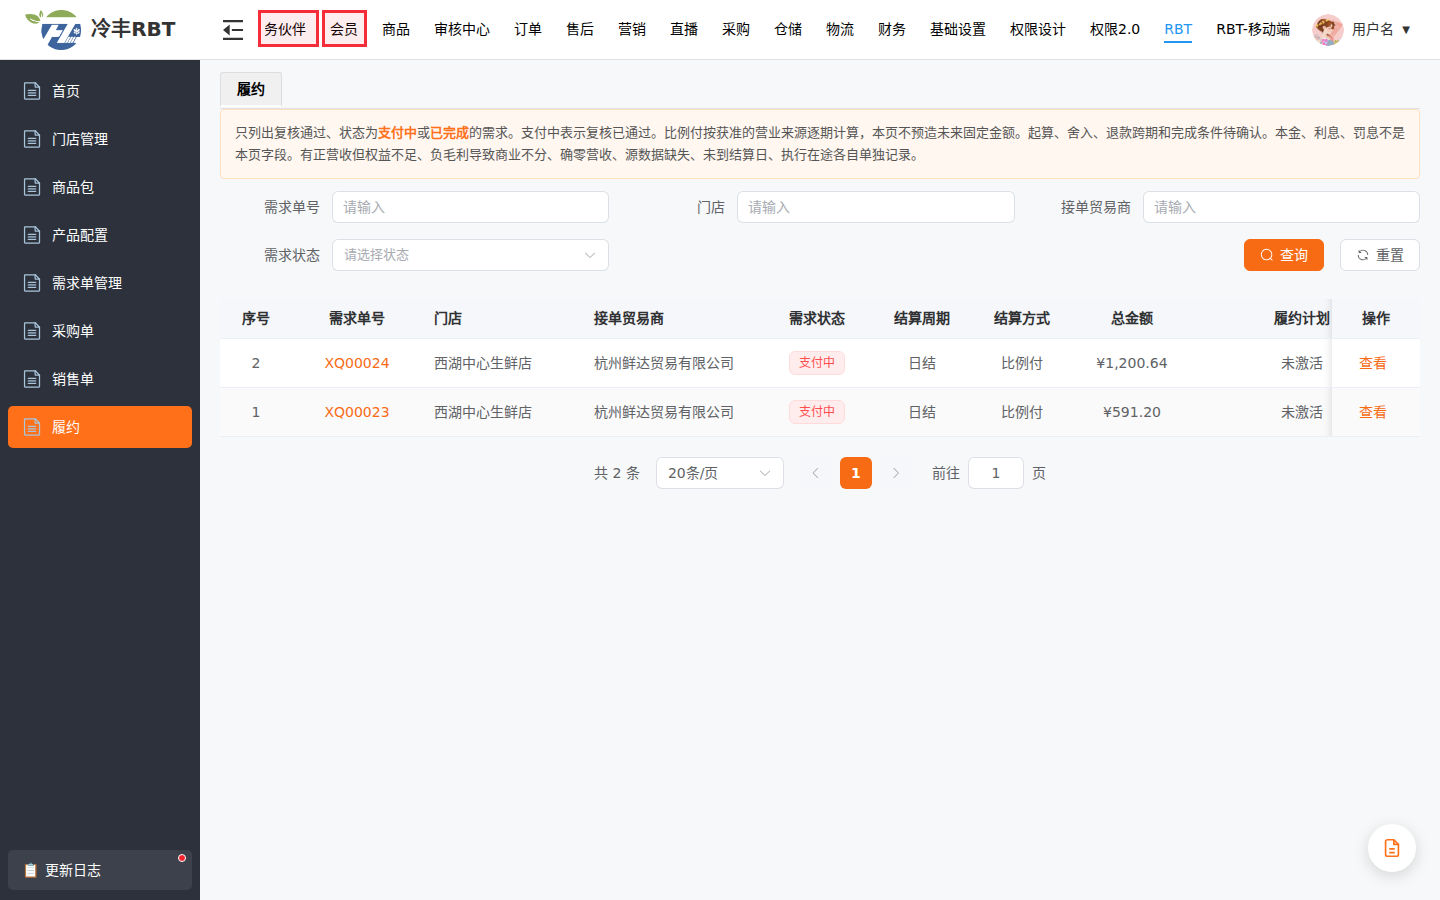 冷丰RBT
务伙伴 会员 商品 审核中心 订单 售后 营销 直播 采购 仓储 物流 财务 基础设置 权限设计 权限2.0 RBT RBT-移动端 用户名 ▼
首页
门店管理
商品包
产品配置
需求单管理
采购单
销售单
履约
更新日志
履约
只列出复核通过、状态为支付中或已完成的需求。支付中表示复核已通过。比例付按获准的营业来源逐期计算，本页不预造未来固定金额。起算、舍入、退款跨期和完成条件待确认。本金、利息、罚息不是
本页字段。有正营收但权益不足、负毛利导致商业不分、确零营收、源数据缺失、未到结算日、执行在途各自单独记录。
需求单号 请输入 门店 请输入 接单贸易商 请输入
需求状态 请选择状态 查询 重置
序号 需求单号 门店 接单贸易商 需求状态 结算周期 结算方式 总金额 履约计划 操作
2 XQ00024 西湖中心生鲜店 杭州鲜达贸易有限公司 支付中 日结 比例付 ¥1,200.64 未激活 查看
1 XQ00023 西湖中心生鲜店 杭州鲜达贸易有限公司 支付中 日结 比例付 ¥591.20 未激活 查看
共 2 条 20条/页 1 前往 1 页